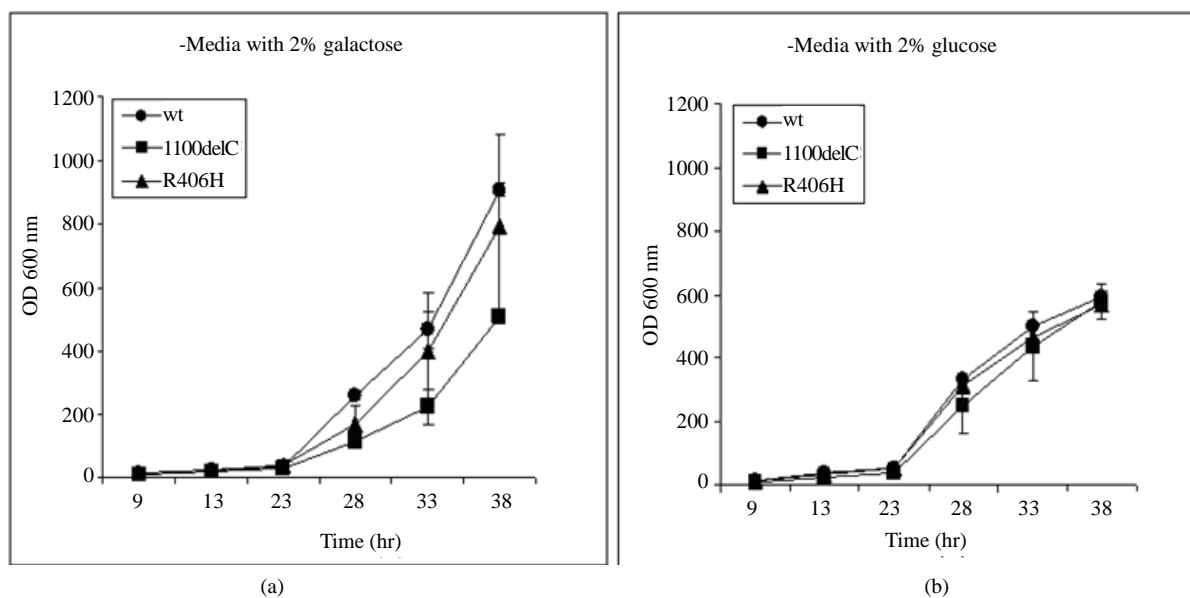 -Media with 2% galactose
1200
1000
800
600
400
200
0
OD 600 nm
wt
1100delC
R406H
9 13 23 28 33 38
Time (hr)
(a)
-Media with 2% glucose
1200
1000
800
600
400
200
0
OD 600 nm
wt
1100delC
R406H
9 13 23 28 33 38
Time (hr)
(b)